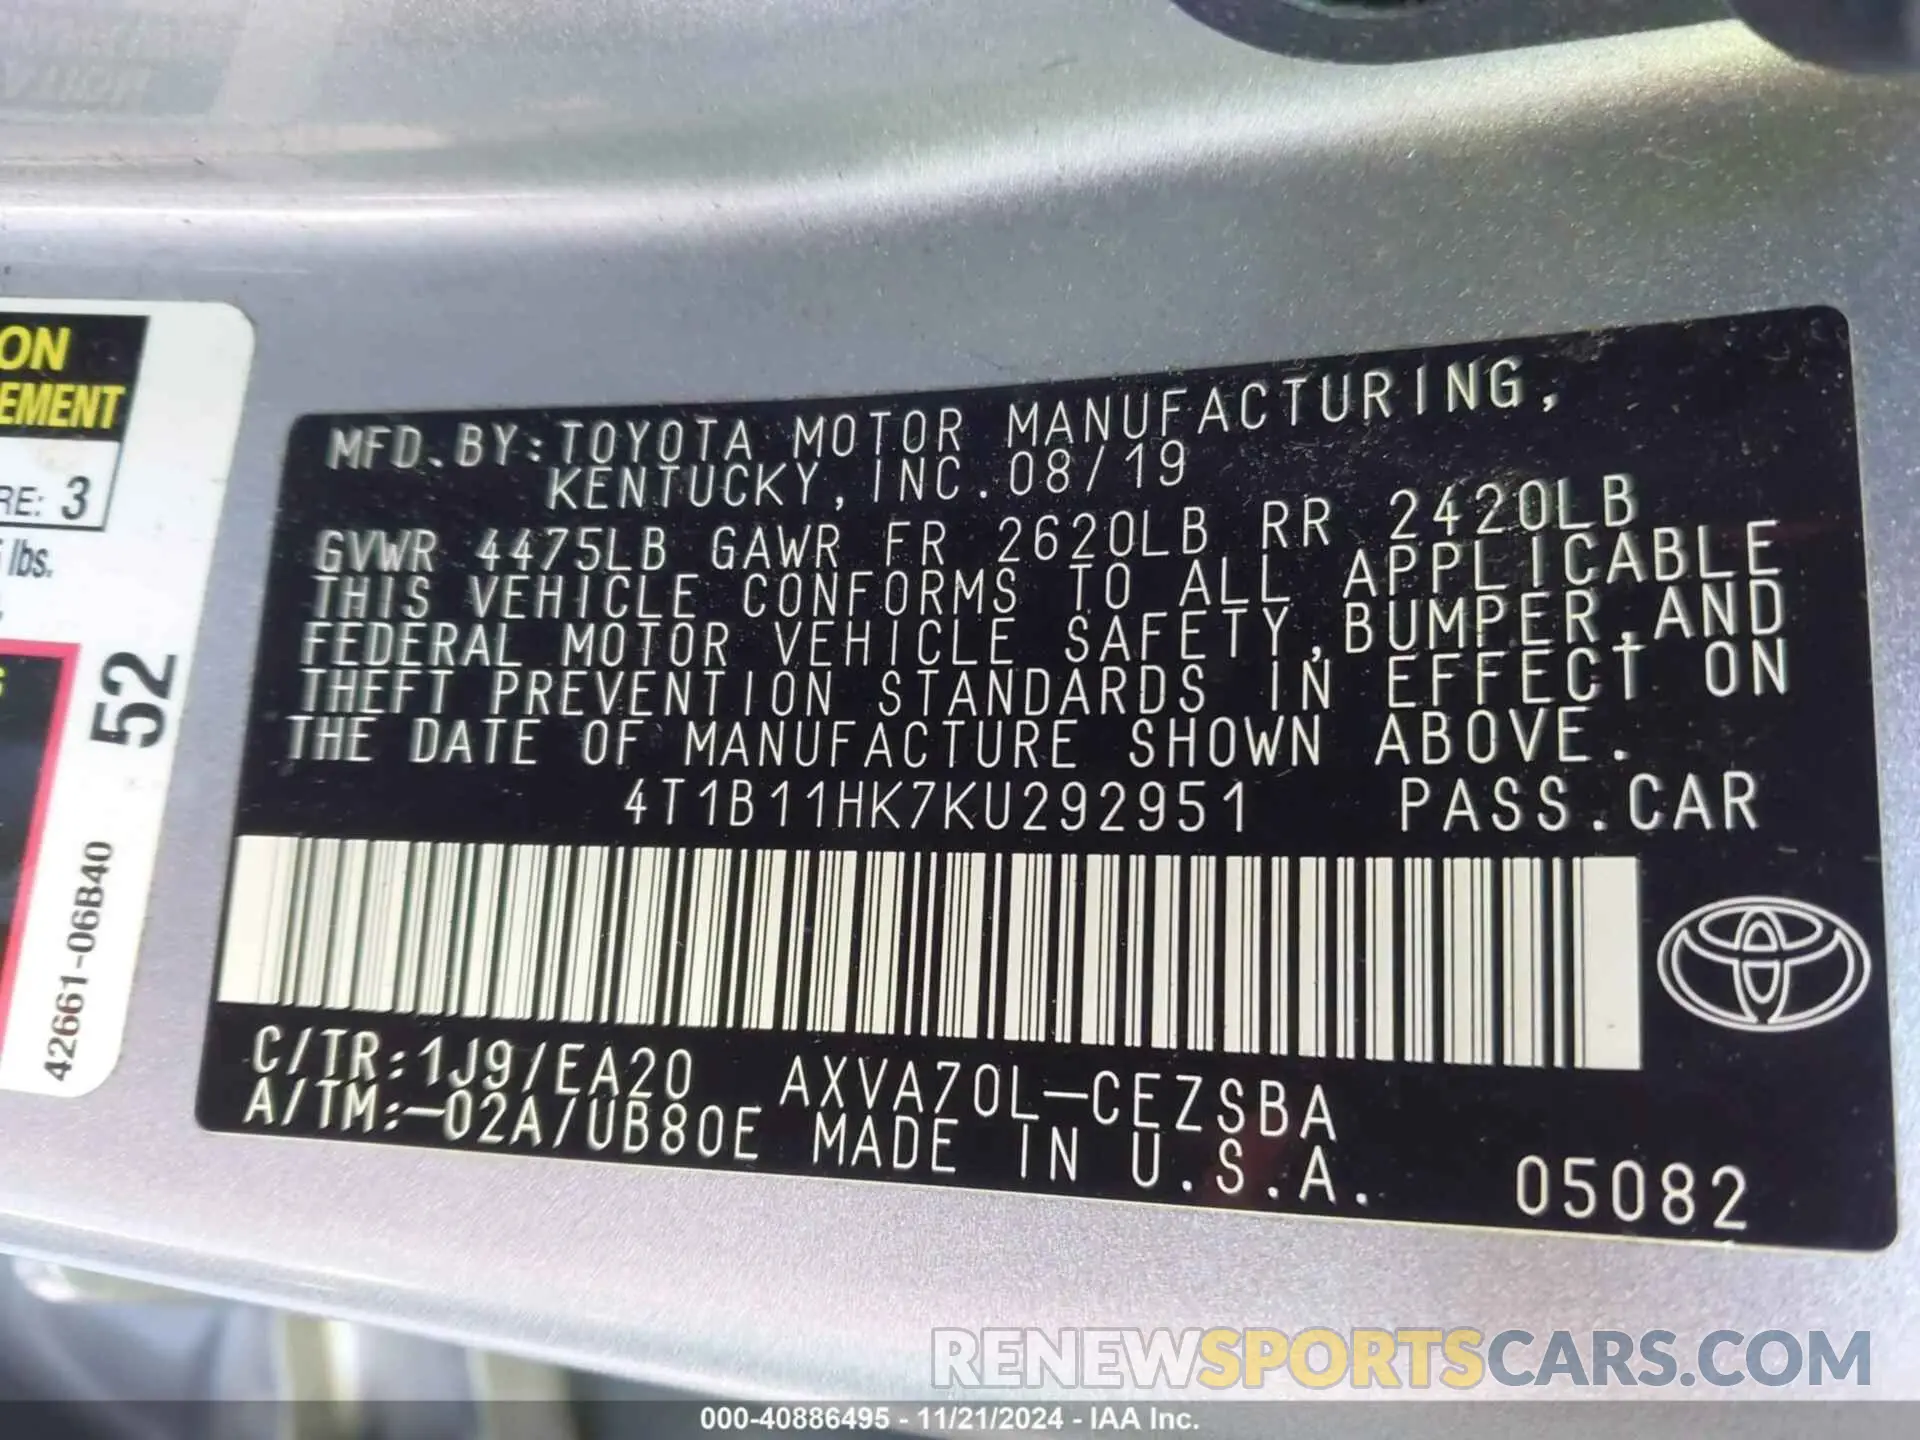 ON
EMENT
RE: 3
lbs.
52
42661-06B40
MFD.BY:TOYOTA MOTOR MANUFACTURING,
KENTUCKY, INC.08/19
GVWR 4475LB GAWR FR 2620LB RR 2420LB
THIS VEHICLE CONFORMS TO ALL APPLICABLE
FEDERAL MOTOR VEHICLE SAFETY,BUMPER,AND
THEFT PREVENTION STANDARDS IN EFFECT ON
THE DATE OF MANUFACTURE SHOWN ABOVE.
4T1B11HK7KU292951 PASS.CAR
C/TR:1J9/EA20 AXVA70L-CEZSBA
A/TM:-02A/UB80E MADE IN U.S.A. 05082
RENEWSPORTSCARS.COM
000-40886495 - 11/21/2024 - IAA Inc.